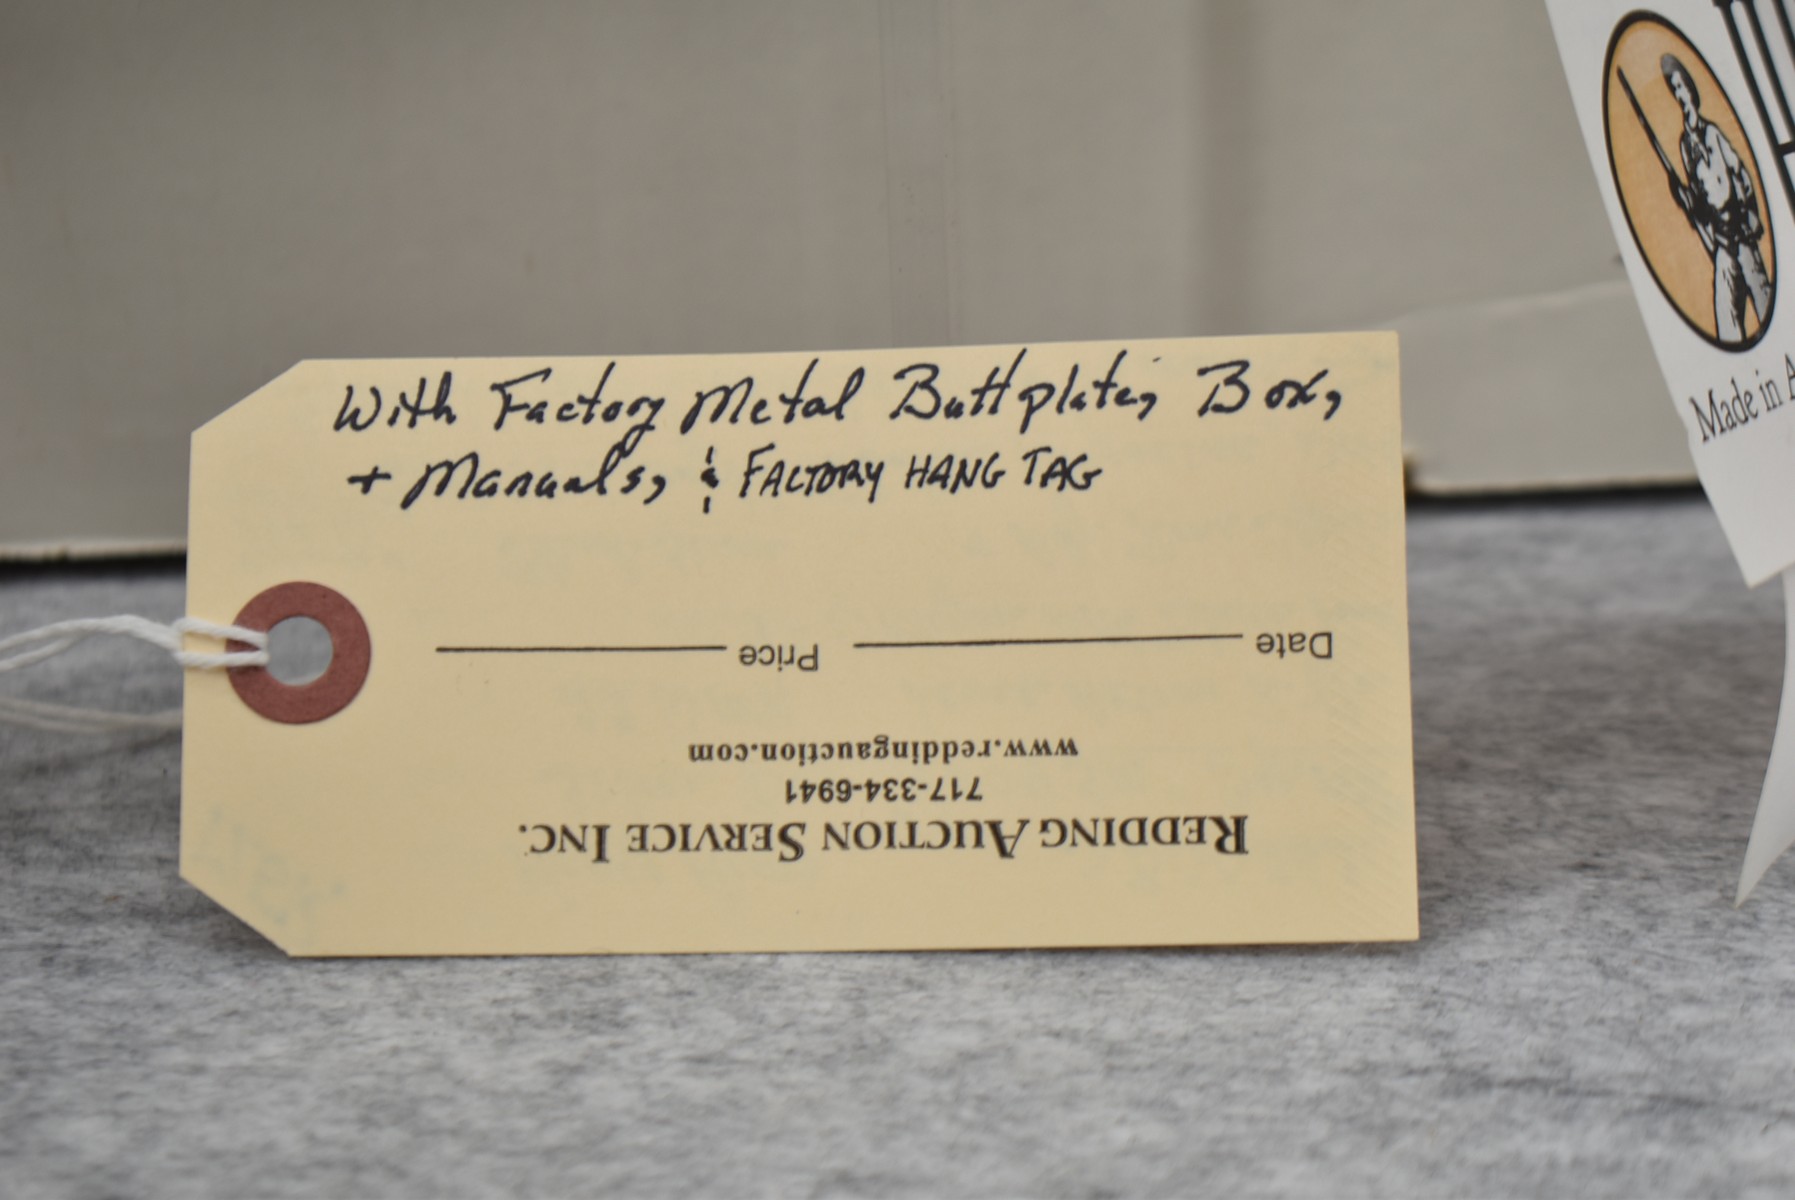 With Factory Metal Buttplate, Box,
+ Manuals, & FACTORY HANG TAG
REDDING AUCTION SERVICE INC.
717-334-6941
www.reddingauction.com
Date Price
Made in